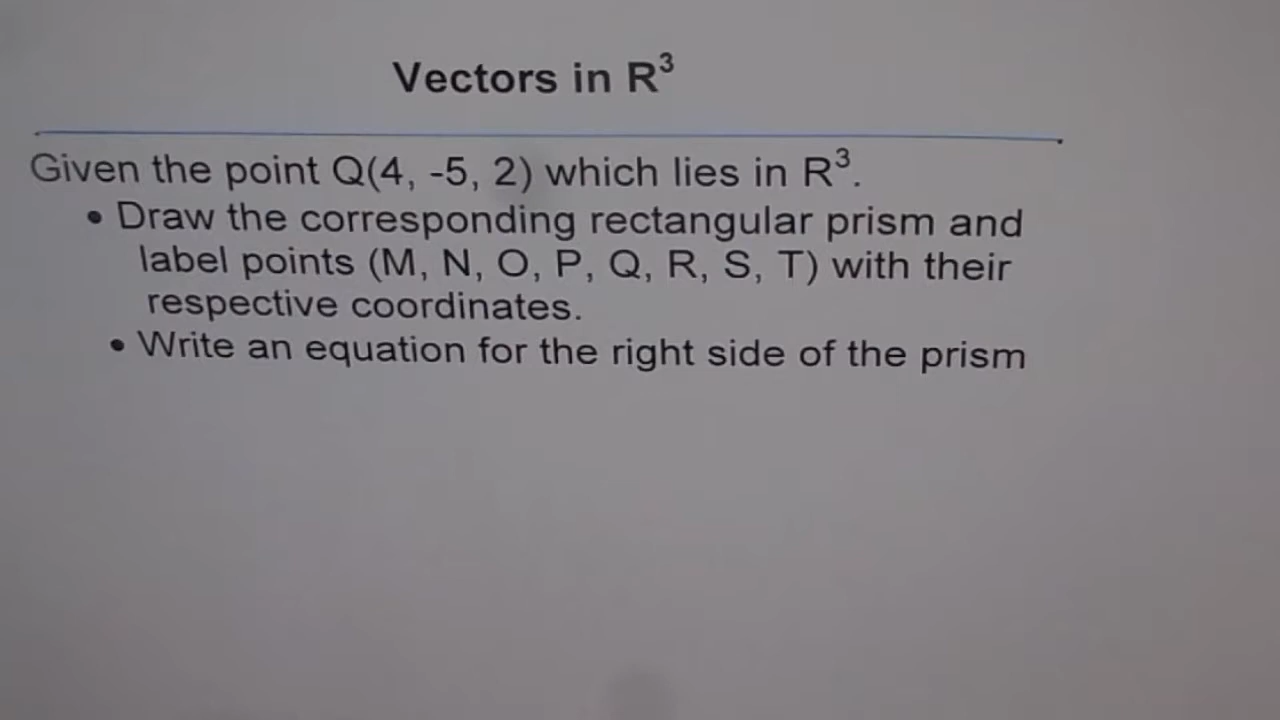 Vectors in R³
Given the point Q(4, -5, 2) which lies in R³.
• Draw the corresponding rectangular prism and
label points (M, N, O, P, Q, R, S, T) with their
respective coordinates.
• Write an equation for the right side of the prism